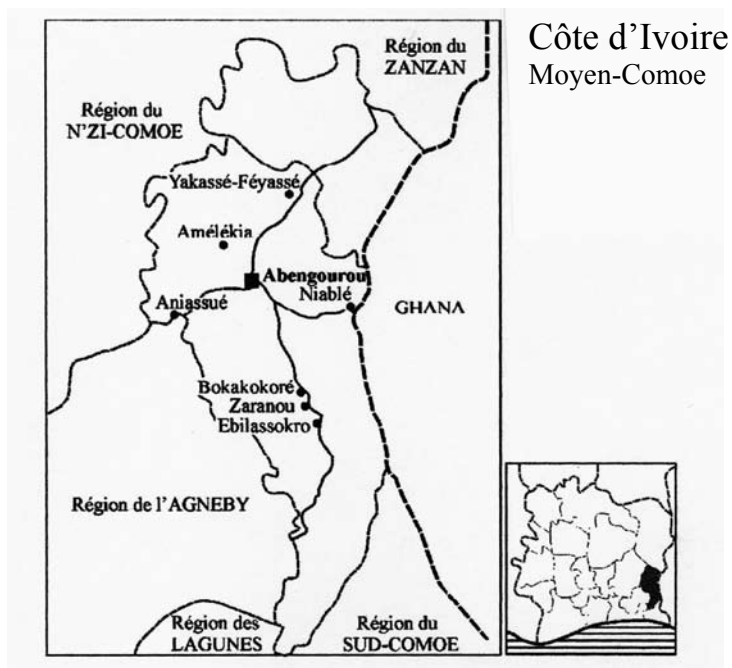 Côte d’Ivoire
Moyen-Comoe
Région du
ZANZAN
Région du
N'ZI-COMOE
Yakassé-Féyassé
Amélékia
Abengourou
Niablé
Aniassué
GHANA
Bokakokoré
Zaranou
Ebilassokro
Région de l'AGNEBY
Région des
LAGUNES
Région du
SUD-COMOE